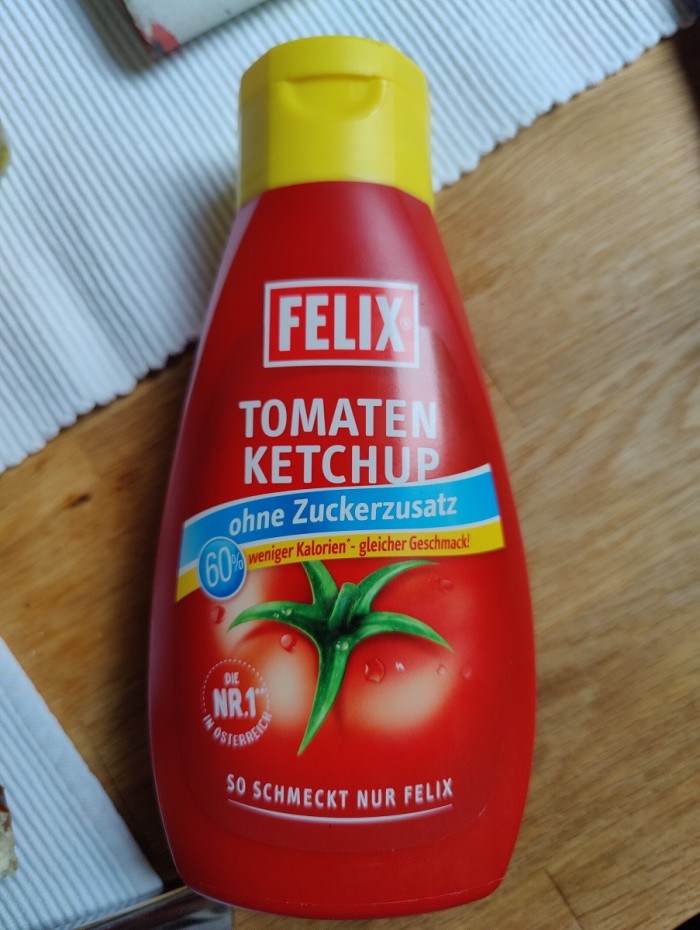 FELIX®
TOMATEN
KETCHUP
ohne Zuckerzusatz
60% weniger Kalorien* - gleicher Geschmack!
DIE
NR.1**
IN ÖSTERREICH
SO SCHMECKT NUR FELIX